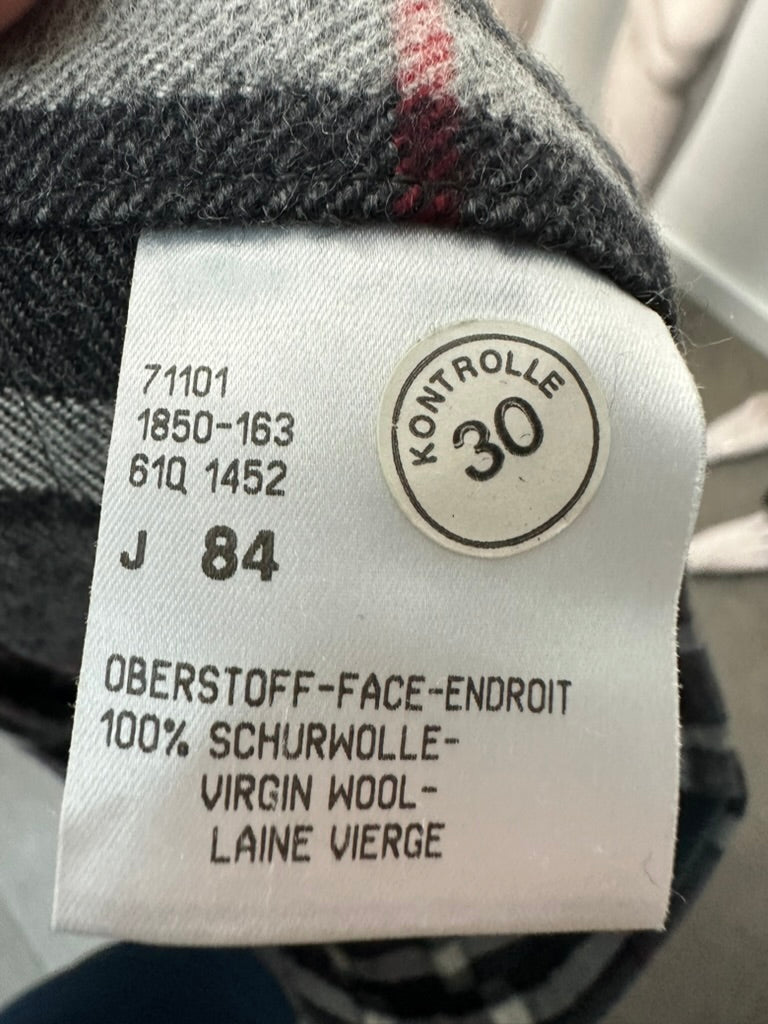 71101
1850-163
61Q 1452
J 84
KONTROLLE
30
OBERSTOFF-FACE-ENDROIT
100% SCHURWOLLE-
VIRGIN WOOL-
LAINE VIERGE